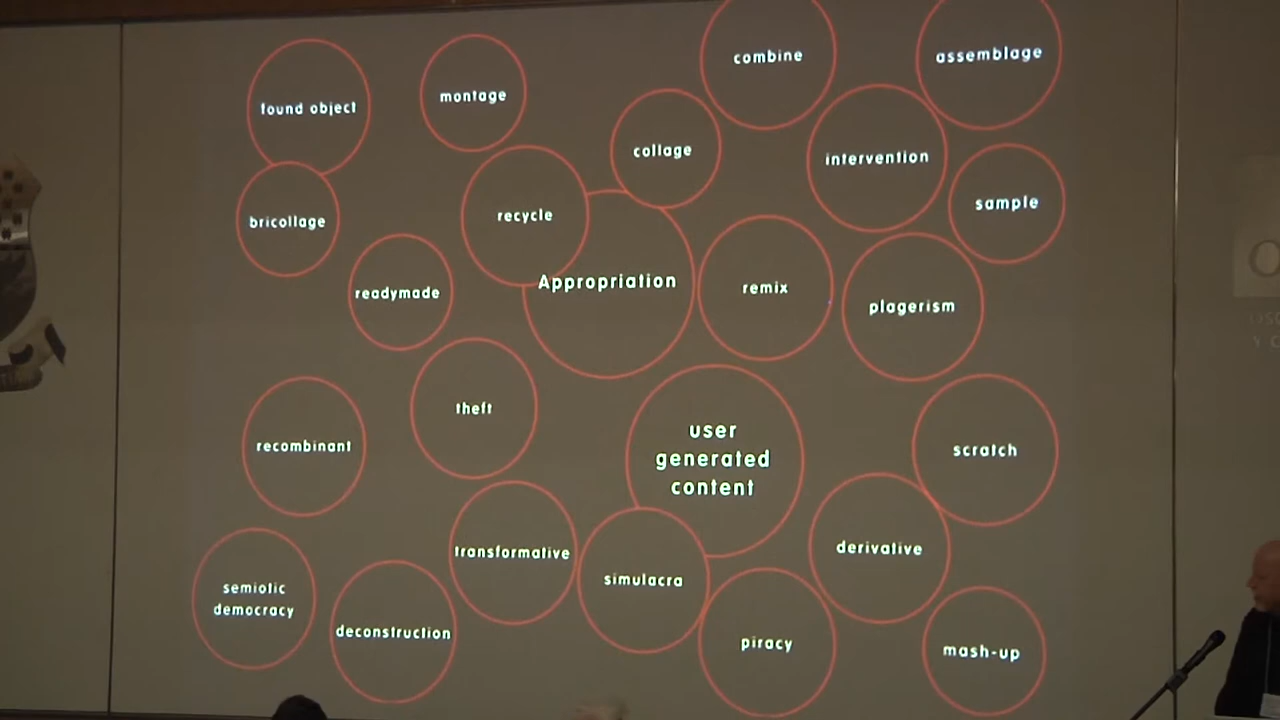 combine
assemblage
montage
found object
collage
intervention
sample
recycle
bricollage
Appropriation
remix
readymade
plagerism
theft
user
generated
content
recombinant
scratch
transformative
derivative
simulacra
semiotic
democracy
deconstruction
piracy
mash-up